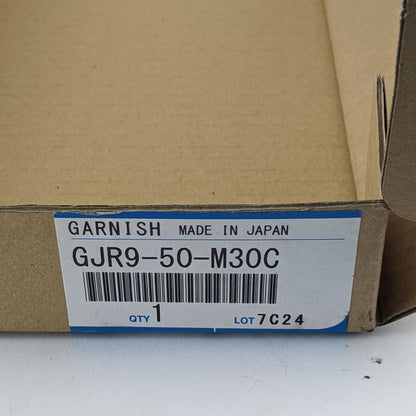 GARNISH MADE IN JAPAN
GJR9-50-M30C
QTY 1 LOT 7C24